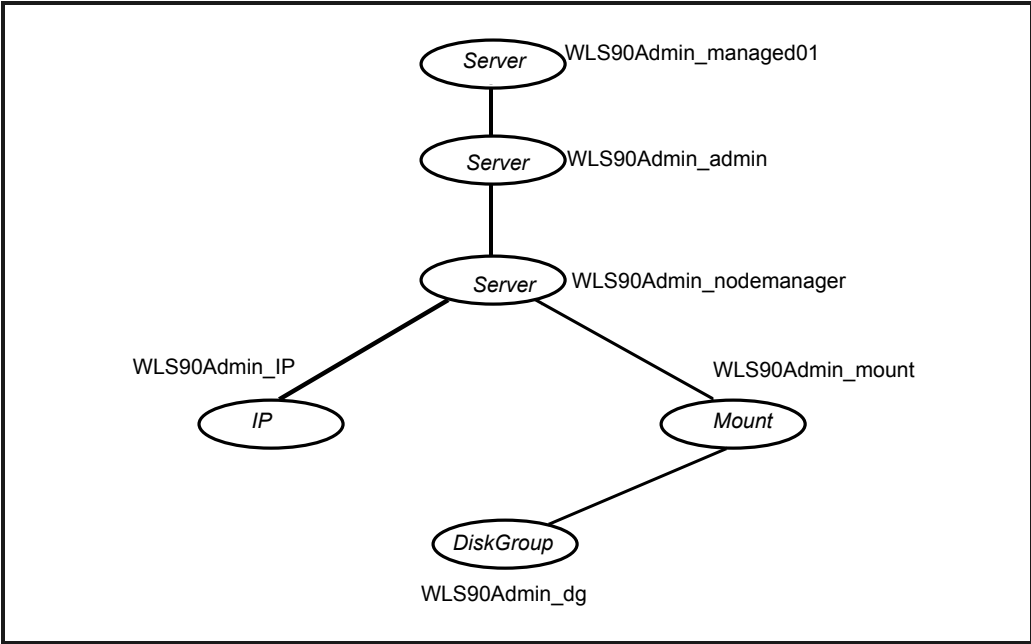 Server WLS90Admin_managed01
Server WLS90Admin_admin
Server WLS90Admin_nodemanager
WLS90Admin_IP
WLS90Admin_mount
IP
Mount
DiskGroup
WLS90Admin_dg